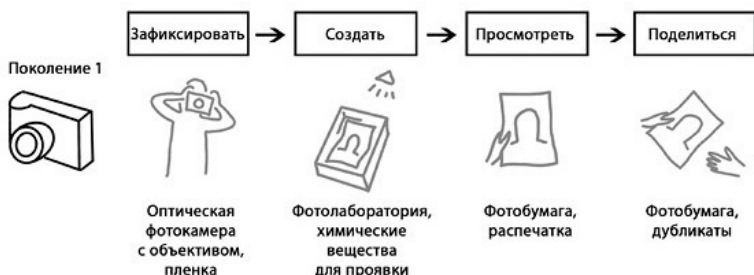 Зафиксировать
Создать
Просмотреть
Поделиться
Поколение 1
Оптическая
фотокамера
с объективом,
пленка
Фотолаборатория,
химические
вещества
для проявки
Фотобумага,
распечатка
Фотобумага,
дубликаты